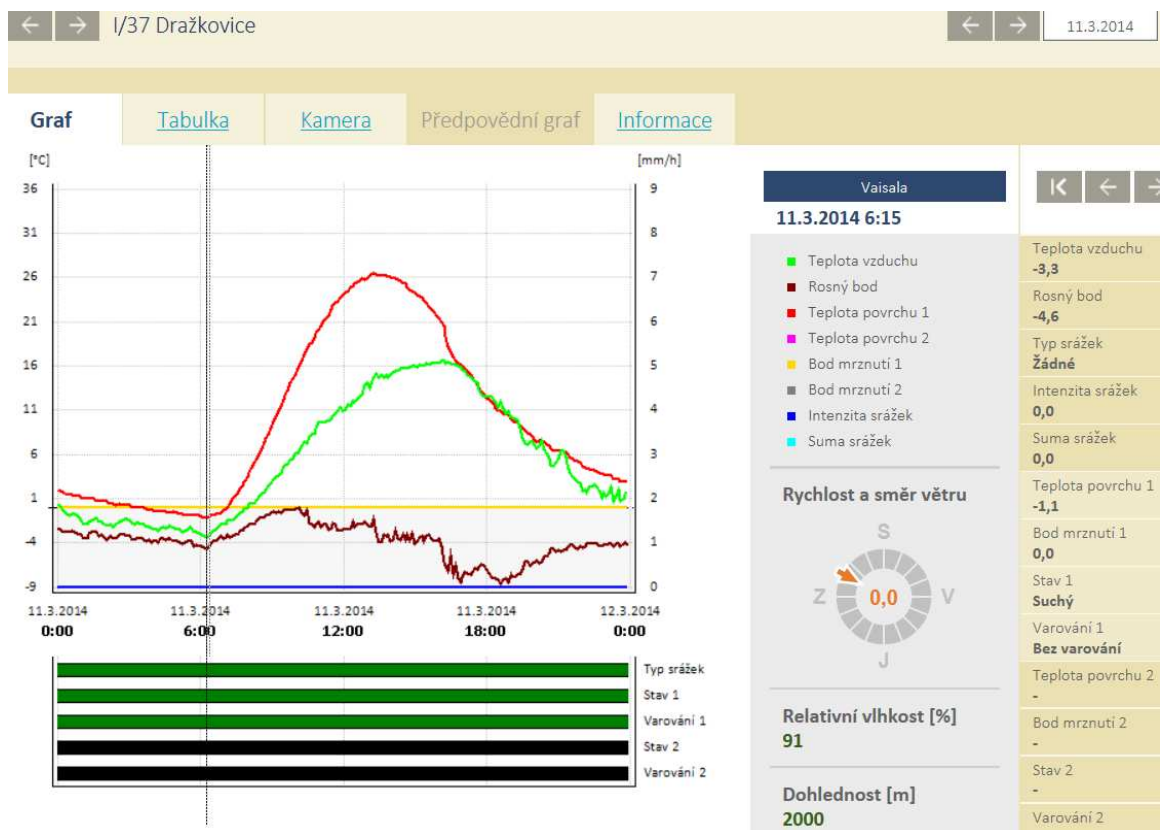 I/37 Dražkovice
11.3.2014
Graf
Tabulka
Kamera
Předpovědní graf
Informace
[°C]
[mm/h]
36
31
26
21
16
11
6
1
-4
-9
9
8
7
6
5
4
3
2
1
0
11.3.2014
11.3.2014
11.3.2014
11.3.2014
12.3.2014
0:00
6:00
12:00
18:00
0:00
Typ srážek
Stav 1
Varování 1
Stav 2
Varování 2
Vaisala
11.3.2014 6:15
Teplota vzduchu
Rosný bod
Teplota povrchu 1
Teplota povrchu 2
Bod mrznutí 1
Bod mrznutí 2
Intenzita srážek
Suma srážek
Rychlost a směr větru
S
Z
0,0
V
J
Relativní vlhkost [%]
91
Dohlednost [m]
2000
Teplota vzduchu
-3,3
Rosný bod
-4,6
Typ srážek
Žádné
Intenzita srážek
0,0
Suma srážek
0,0
Teplota povrchu 1
-1,1
Bod mrznutí 1
0,0
Stav 1
Suchý
Varování 1
Bez varování
Teplota povrchu 2
-
Bod mrznutí 2
-
Stav 2
-
Varování 2